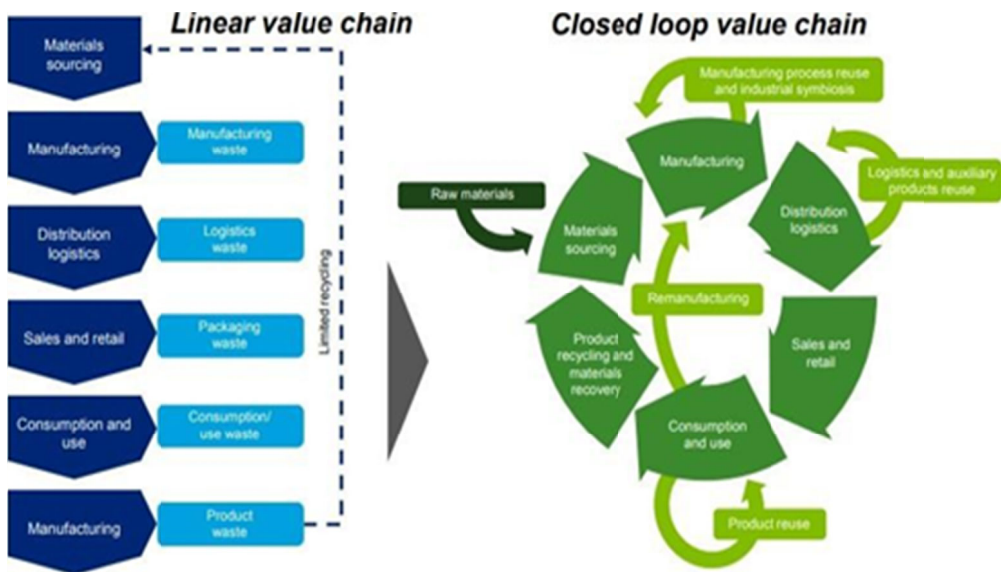 Linear value chain
Materials
sourcing
Manufacturing
Manufacturing
waste
Distribution
logistics
Logistics
waste
Sales and retail
Packaging
waste
Consumption and
use
Consumption/
use waste
Manufacturing
Product
waste
Limited recycling
Closed loop value chain
Manufacturing process reuse
and industrial symbiosis
Manufacturing
Logistics and auxiliary
products reuse
Raw materials
Materials
sourcing
Distribution
logistics
Remanufacturing
Product
recycling and
materials
recovery
Sales and
retail
Consumption
and use
Product reuse